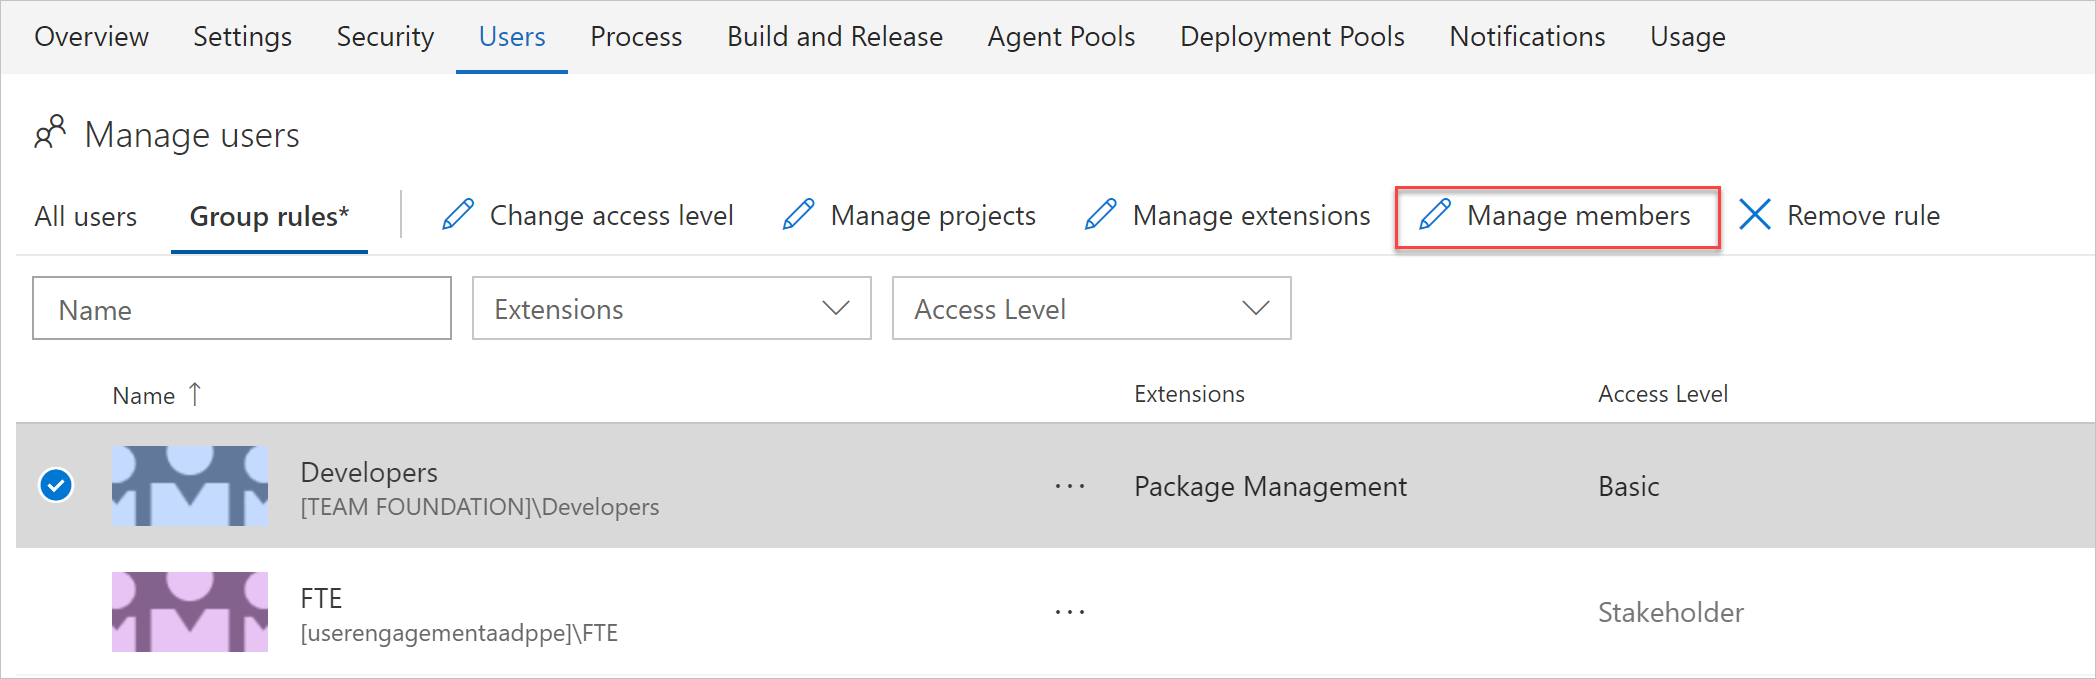 Overview Settings Security Users Process Build and Release Agent Pools Deployment Pools Notifications Usage
Manage users
All users Group rules* Change access level Manage projects Manage extensions Manage members Remove rule
Name Extensions Access Level
Name ↑ Extensions Access Level
Developers
[TEAM FOUNDATION]\Developers
... Package Management Basic
FTE
[userengagementaadppe]\FTE
... Stakeholder